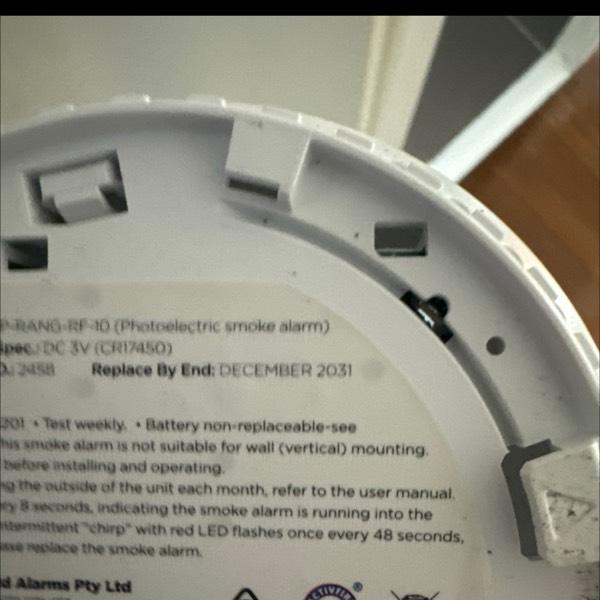 P-RANG-RF-10 (Photoelectric smoke alarm)
Spec.: DC 3V (CR17450)
2458 Replace By End: DECEMBER 2031
201 • Test weekly. • Battery non-replaceable-see
his smoke alarm is not suitable for wall (vertical) mounting.
before installing and operating.
ng the outside of the unit each month, refer to the user manual.
ry 8 seconds, indicating the smoke alarm is running into the
ntermittent "chirp" with red LED flashes once every 48 seconds,
replace the smoke alarm.
d Alarms Pty Ltd